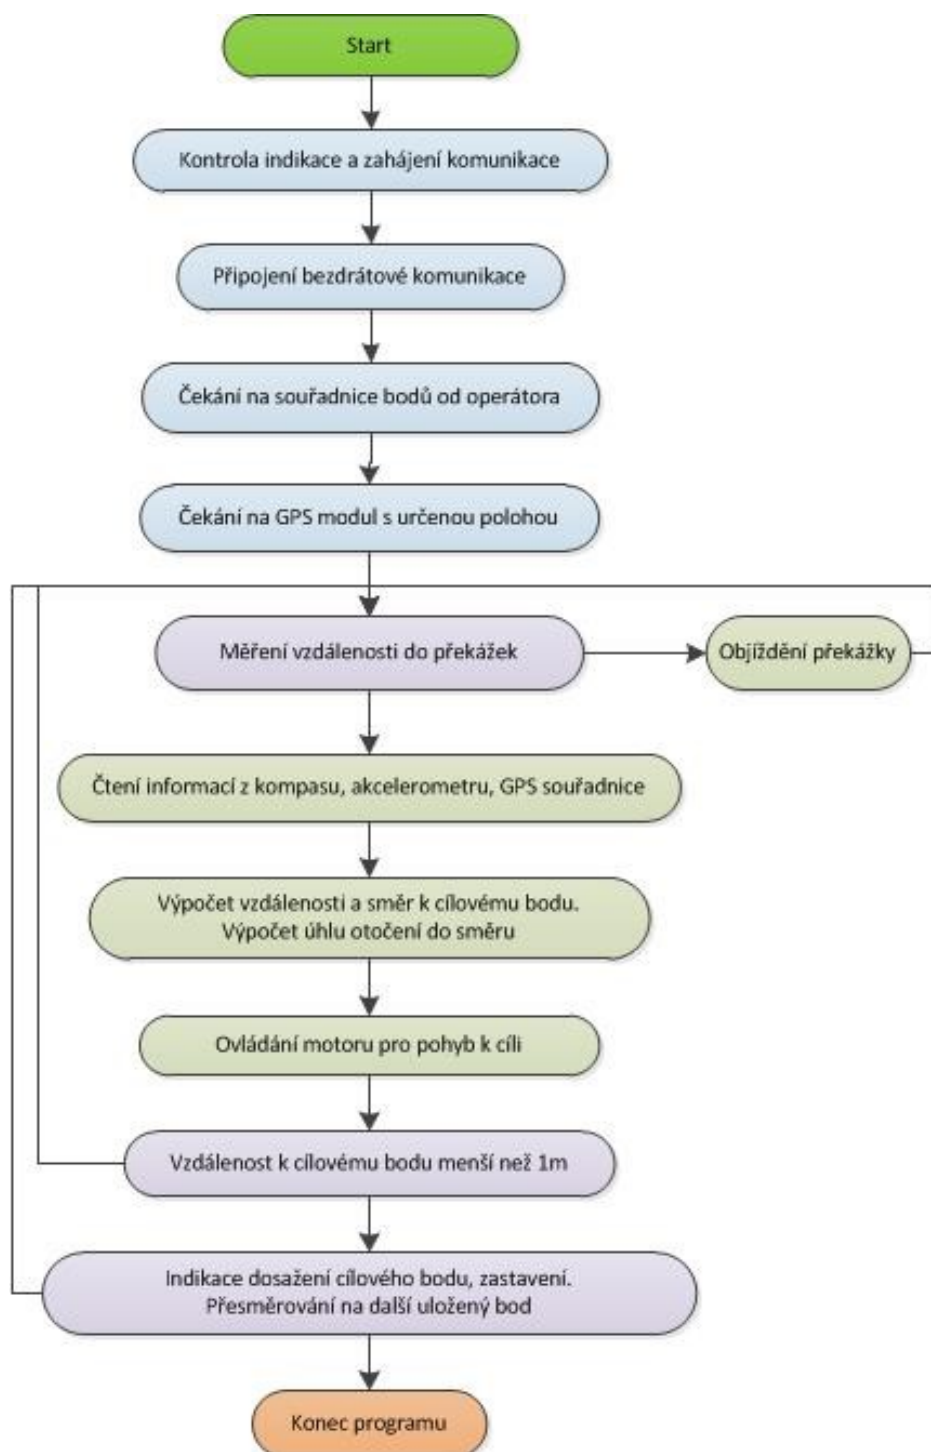 Start
Kontrola indikace a zahájení komunikace
Připojení bezdrátové komunikace
Čekání na souřadnice bodů od operátora
Čekání na GPS modul s určenou polohou
Měření vzdálenosti do překážek
Objíždění překážky
Čtení informací z kompasu, akcelerometru, GPS souřadnice
Výpočet vzdálenosti a směr k cílovému bodu.
Výpočet úhlu otočení do směru
Ovládání motoru pro pohyb k cíli
Vzdálenost k cílovému bodu menší než 1m
Indikace dosažení cílového bodu, zastavení.
Přesměrování na další uložený bod
Konec programu